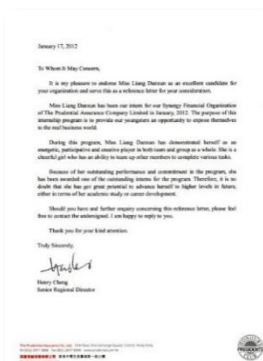 January 17, 2012
To Whom It May Concern,
It is my pleasure to endorse Miss Liang Danxun as an excellent candidate for
your organization and serve this as a reference letter for your consideration.
Miss Liang Danxun has been our intern for our Synergy Financial Organization
of The Prudential Assurance Company Limited in January, 2012. The purpose of this
internship program is to provide our youngsters an opportunity to expose themselves
to the real business world.
During this program, Miss Liang Danxun has demonstrated herself as an
energetic, participative and creative player in both team and group as a whole. She is a
cheerful girl who has an ability to team up other members to complete various tasks.
Because of her outstanding performance and commitment in the program, she
has been awarded one of the outstanding interns for the program. Therefore, it is no
doubt that she has got great potential to advance herself to higher levels in future,
either in terms of her academic study or career development.
Should you have and further enquiry concerning this reference letter, please feel
free to contact the undersigned. I am happy to reply to you.
Thank you for your kind attention.
Truly Sincerely,
Henry Cheng
Senior Regional Director
PRESIDENT'S